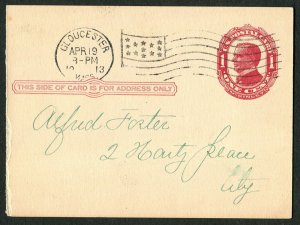 GLOUCESTER
APR 19
3-PM
13
MASS
1 1
THIS SIDE OF CARD IS FOR ADDRESS ONLY
Alfred Foster
2 Hartz place
City